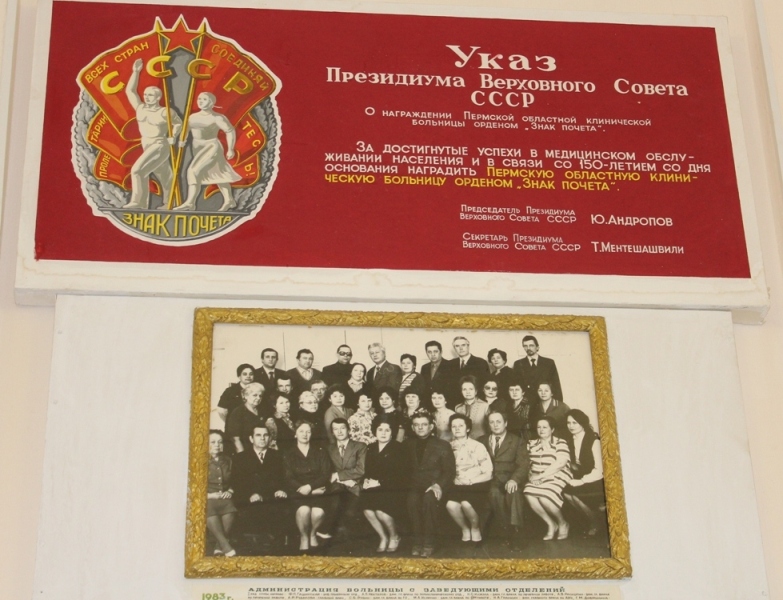 ПРОЛЕТАРИИ ВСЕХ СТРАН СОЕДИНЯЙТЕСЬ
СССР
ЗНАК ПОЧЕТА
Указ
Президиума Верховного Совета
СССР
О награждении Пермской областной клинической
больницы орденом „Знак почета“.
За достигнутые успехи в медицинском обслу-
живании населения и в связи со 150-летием со дня
основания наградить Пермскую областную клини-
ческую больницу орденом „Знак почета“.
Председатель Президиума
Верховного Совета СССР Ю.Андропов
Секретарь Президиума
Верховного Совета СССР Т.Ментешашвили
1983 г.
АДМИНИСТРАЦИЯ БОЛЬНИЦЫ С ЗАВЕДУЮЩИМИ ОТДЕЛЕНИЙ